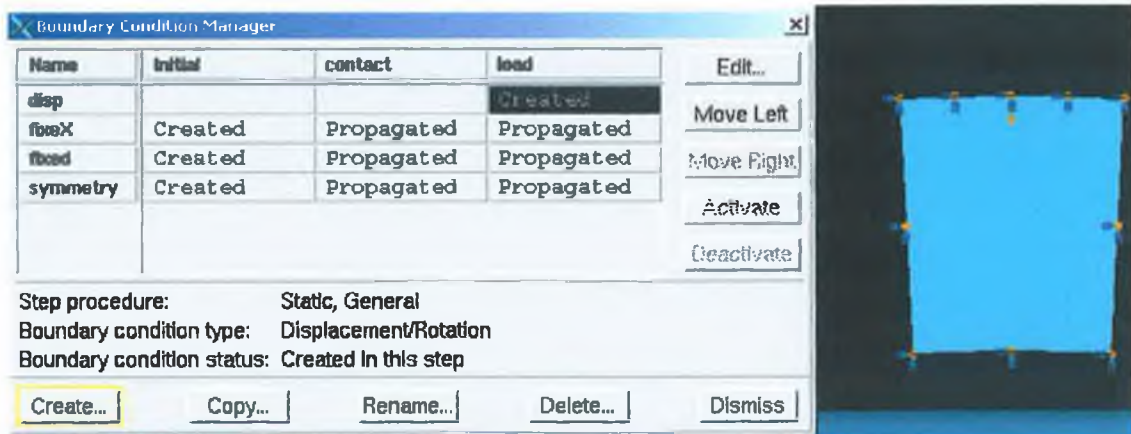 Boundary Condition Manager
Name Initial contact load
Edit...
disp Created
Move Left
fixeX Created Propagated Propagated
fixed Created Propagated Propagated
Move Right
symmetry Created Propagated Propagated
Activate
Deactivate
Step procedure: Static, General
Boundary condition type: Displacement/Rotation
Boundary condition status: Created in this step
Create... Copy... Rename... Delete... Dismiss